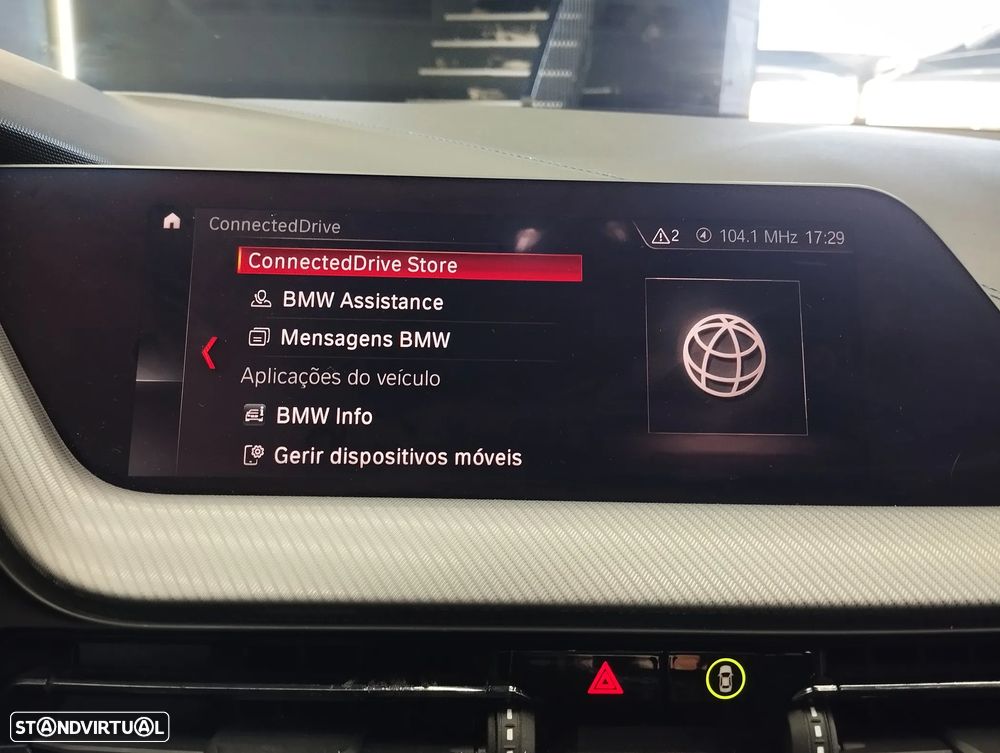 ConnectedDrive
2 104.1 MHz 17:29
ConnectedDrive Store
BMW Assistance
Mensagens BMW
Aplicações do veículo
BMW Info
Gerir dispositivos móveis
STANDVIRTUAL